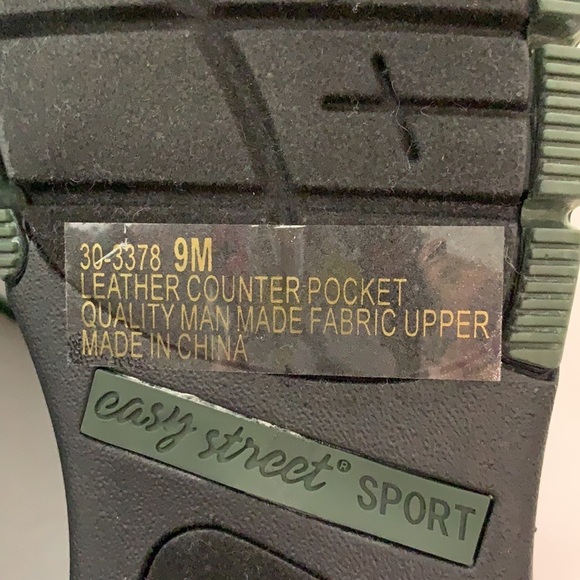 30-3378 9M
LEATHER COUNTER POCKET
QUALITY MAN MADE FABRIC UPPER
MADE IN CHINA
easy street® SPORT